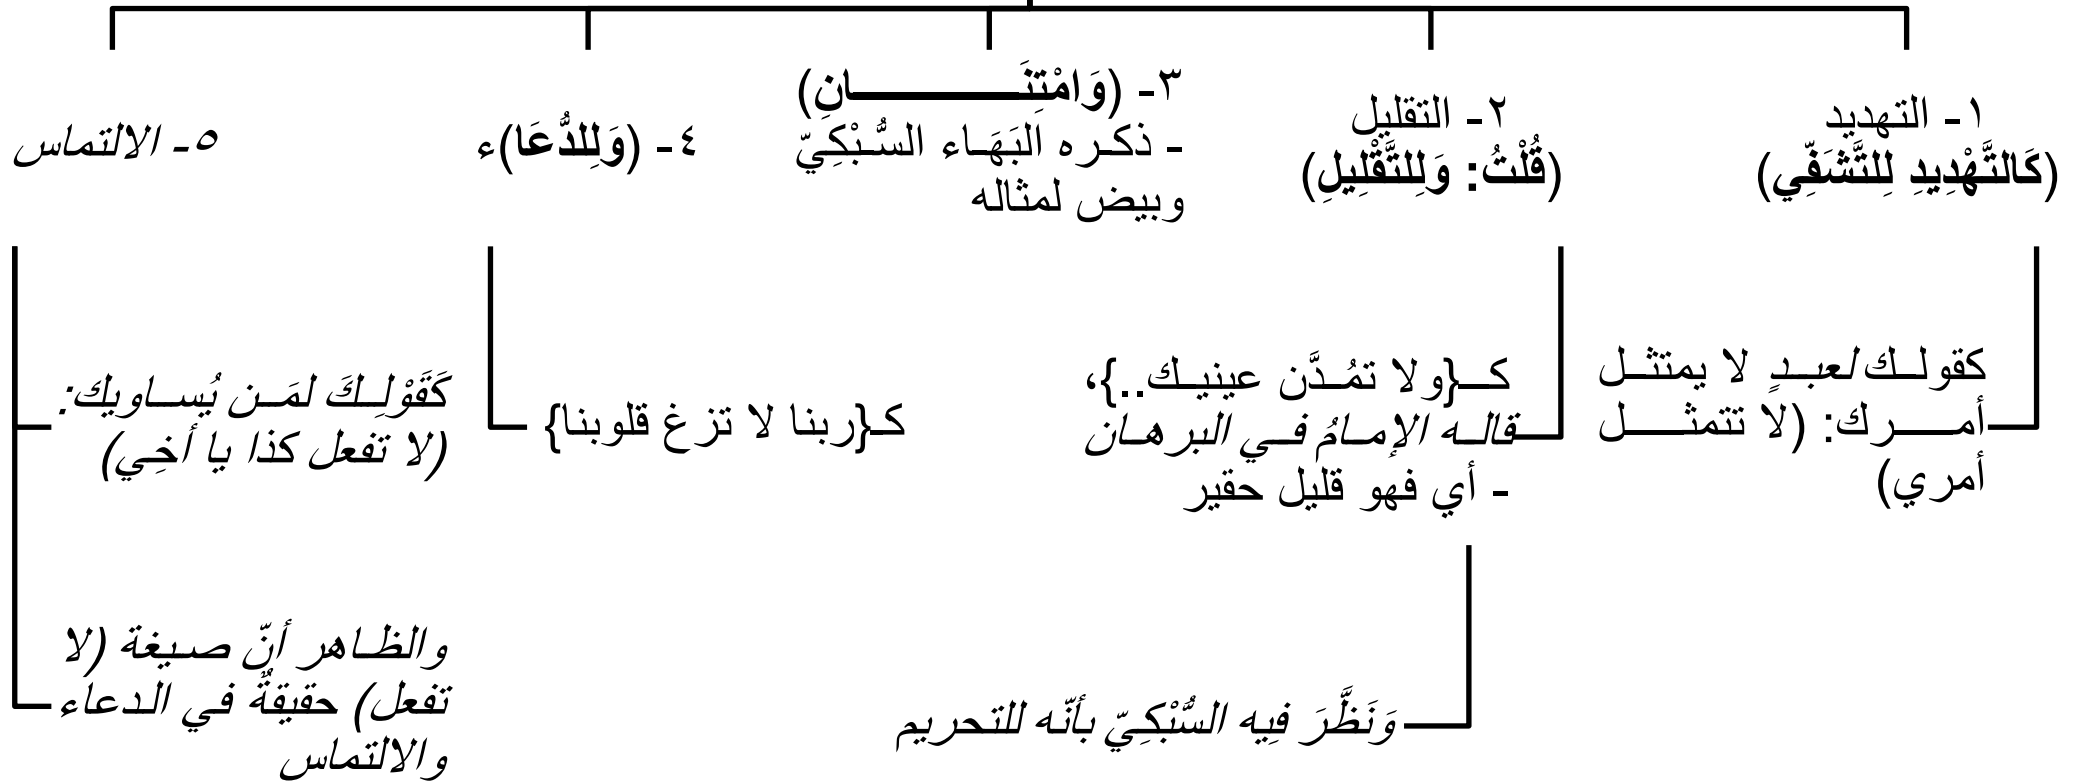 ١- التهديد
(كَالتَّهْدِيدِ لِلتَّشَفِّي)
كقولك لعبدٍ لا يمتثل
أمرك: (لا تتمثل
أمري)
٢- التقليل
(قُلْتُ: وَلِلتَّقْلِيلِ)
كـ{ولا تمُدَّن عينيك..}،
قاله الإمامُ في البرهان
- أي فهو قليل حقير
وَنَظَّرَ فِيه السُّبْكِيّ بأنّه للتحريم
٣- (وَامْتِنَانِ)
- ذكره البَهَاء السُّبْكِيّ
وبيض لمثاله
٤- (وَلِلدُّعَا)ء
كـ{ربنا لا تزغ قلوبنا}
٥- الالتماس
كَقَوْلِكَ لمَن يُساويك:
(لا تفعل كذا يا أخِي)
والظاهر أنّ صيغة (لا
تفعل) حقيقةٌ في الدعاء
والالتماس